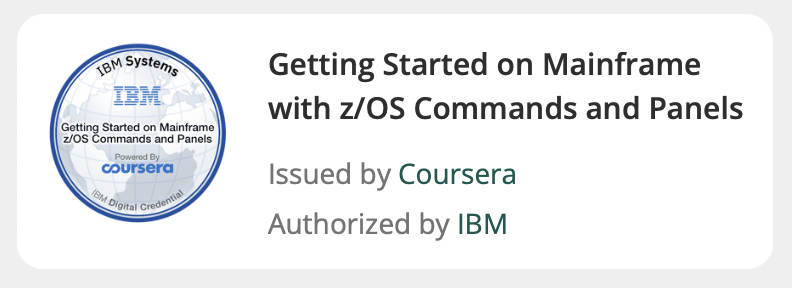 IBM Systems
IBM
Getting Started on Mainframe
z/OS Commands and Panels
Powered By
coursera
IBM Digital Credential
Getting Started on Mainframe
with z/OS Commands and Panels
Issued by Coursera
Authorized by IBM